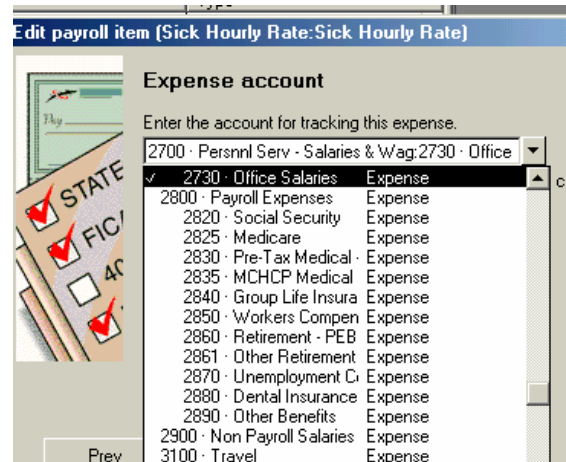 Type
Edit payroll item (Sick Hourly Rate:Sick Hourly Rate)
Expense account
Enter the account for tracking this expense.
2700 · Persnnl Serv - Salaries & Wag:2730 · Office
✓ 2730 · Office Salaries Expense
2800 · Payroll Expenses Expense
2820 · Social Security Expense
2825 · Medicare Expense
2830 · Pre-Tax Medical · Expense
2835 · MCHCP Medical Expense
2840 · Group Life Insura Expense
2850 · Workers Compen Expense
2860 · Retirement - PEB Expense
2861 · Other Retirement Expense
2870 · Unemployment C Expense
2880 · Dental Insurance Expense
2890 · Other Benefits Expense
2900 · Non Payroll Salaries Expense
3100 · Travel Expense
Pay
STATE
FIC
40
c
Prev